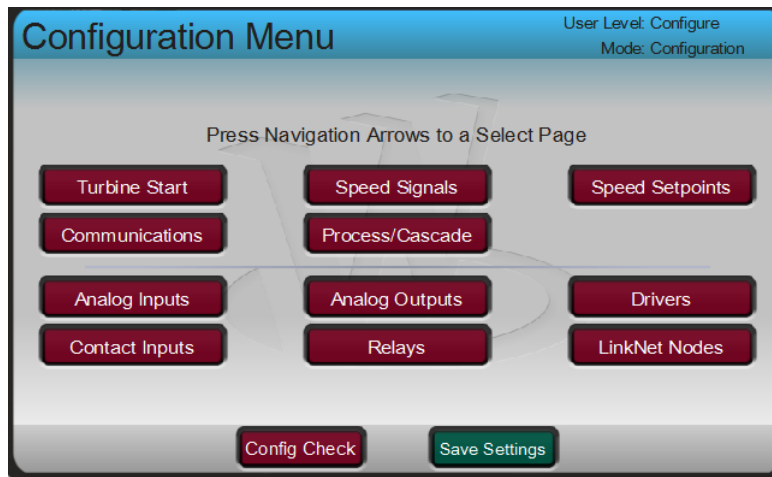 Configuration Menu
User Level: Configure
Mode: Configuration
Press Navigation Arrows to a Select Page
Turbine Start
Speed Signals
Speed Setpoints
Communications
Process/Cascade
Analog Inputs
Analog Outputs
Drivers
Contact Inputs
Relays
LinkNet Nodes
Config Check
Save Settings